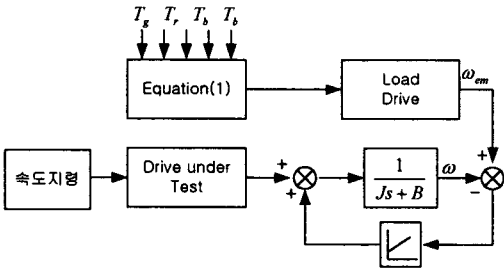 T_g T_r T_b T_b
Equation(1)
Load
Drive
ω_em
속도지령
Drive under
Test
+
+
1
Js + B
ω
+
−